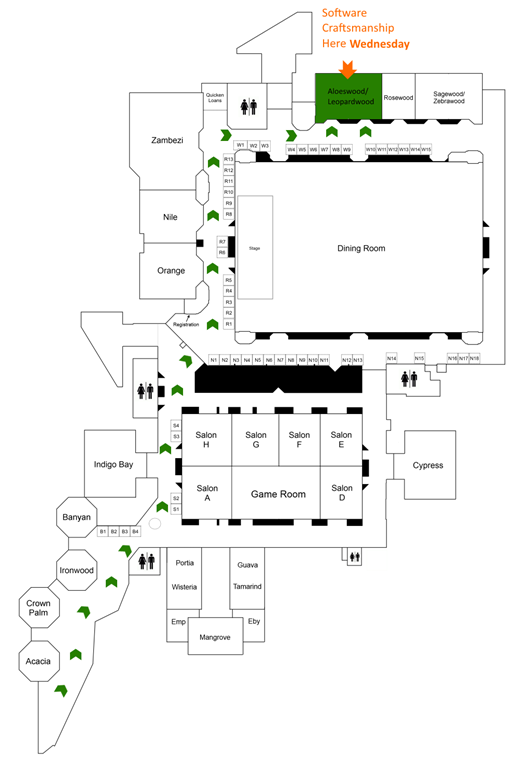 Software
Craftsmanship
Here Wednesday
Quicken
Loans
Aloeswood/
Leopardwood
Rosewood
Sagewood/
Zebrawood
Zambezi
W1 W2 W3
W4 W5 W6 W7 W8 W9
W10 W11 W12 W13 W14 W15
R13
R12
R11
R10
R9
R8
Nile
R7
R6
Stage
Dining Room
Orange
R5
R4
R3
R2
R1
Registration
N1 N2 N3 N4 N5 N6 N7 N8 N9 N10 N11 N12 N13 N14 N15 N16 N17 N18
S4
S3
Salon
H
Salon
G
Salon
F
Salon
E
Indigo Bay
Cypress
Salon
A
Game Room
Salon
D
S2
S1
Banyan
B1 B2 B3 B4
Ironwood
Portia
Wisteria
Guava
Tamarind
Crown
Palm
Emp
Eby
Mangrove
Acacia